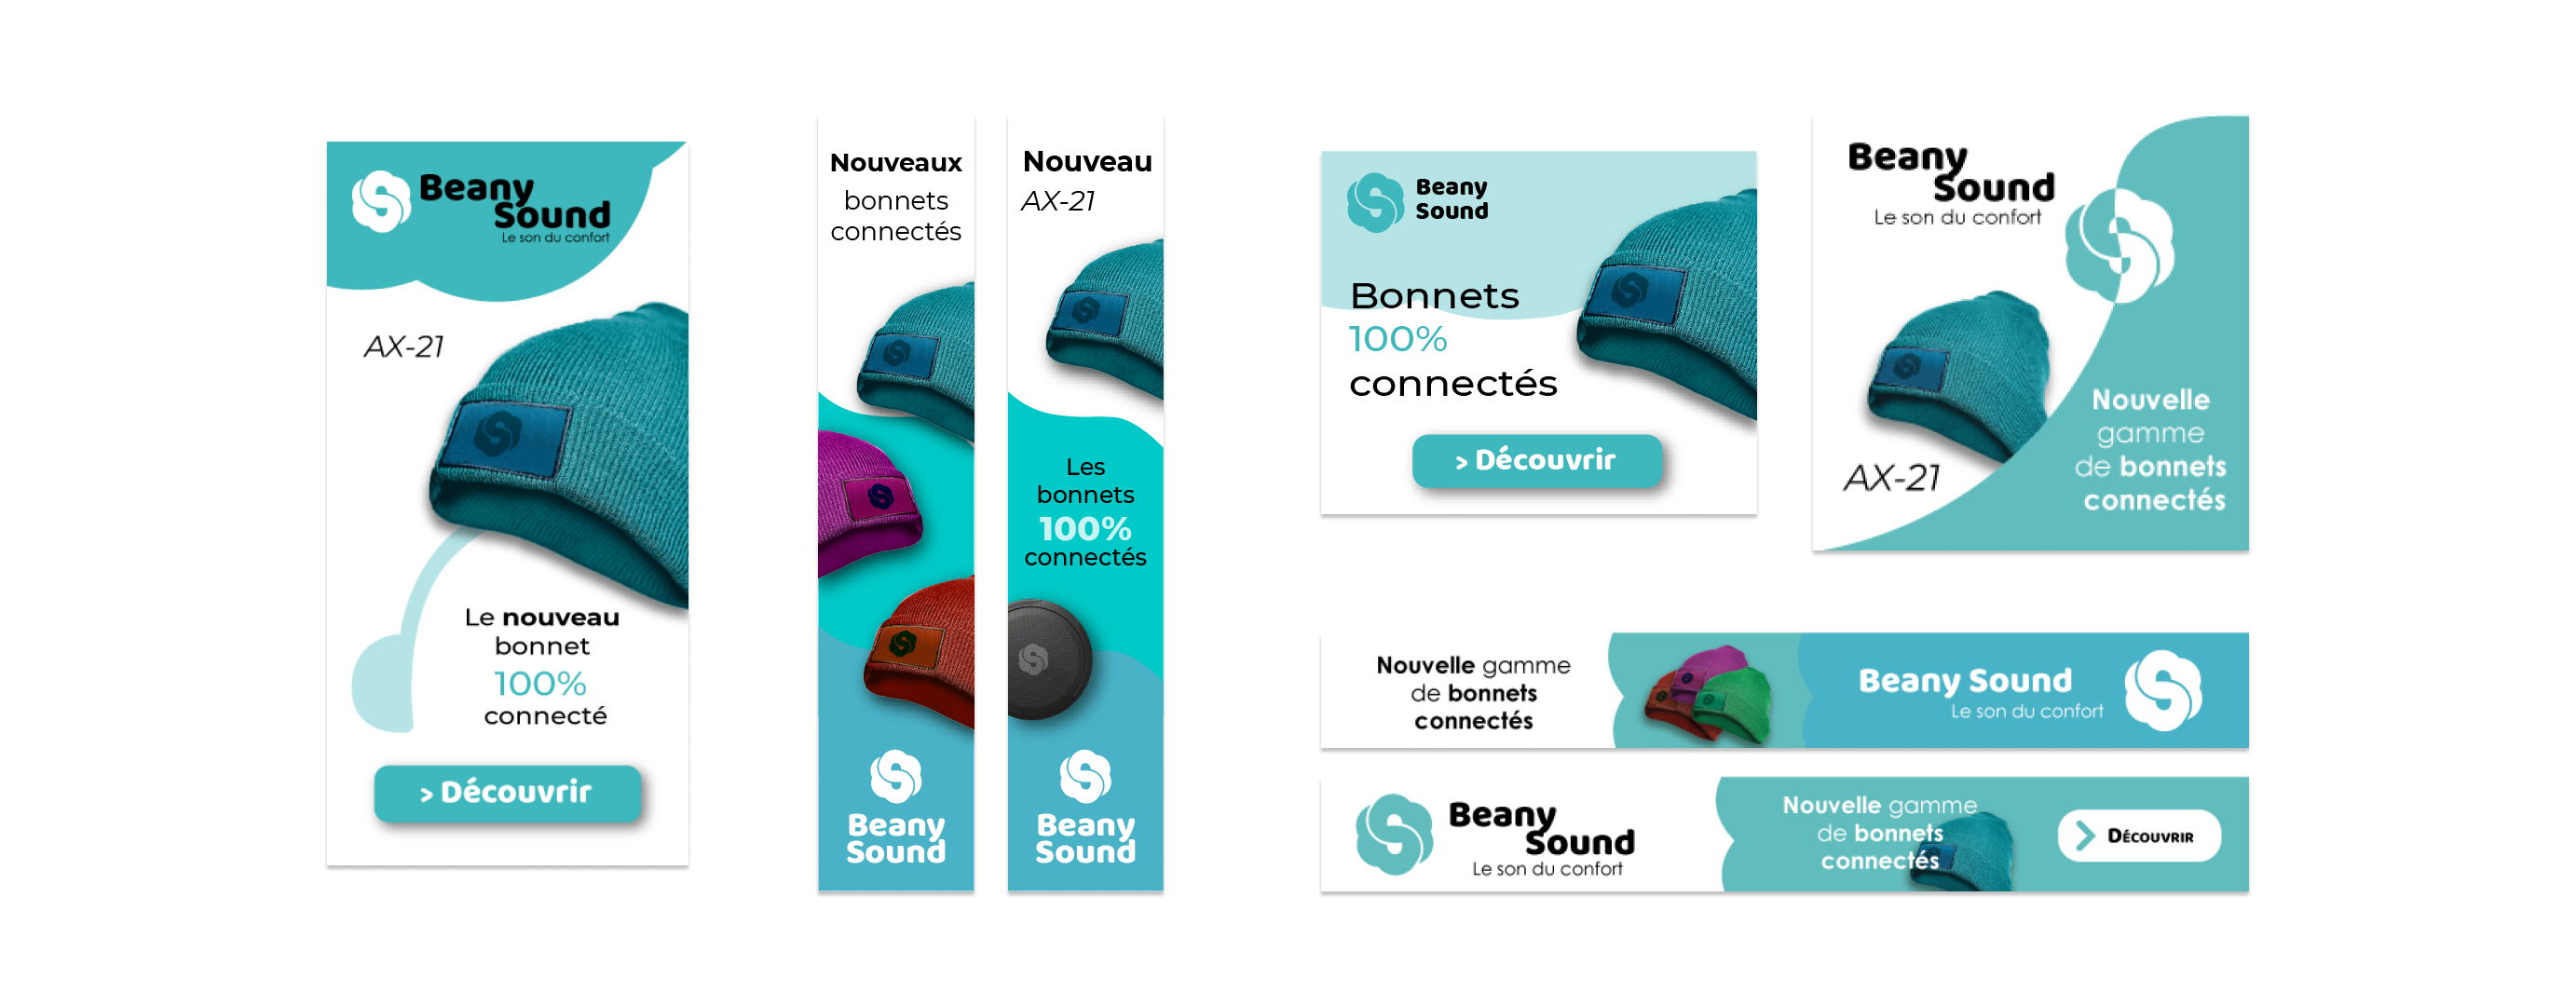 Beany
Sound
Le son du confort
AX-21
Le nouveau
bonnet
100%
connecté
> Découvrir
Nouveaux
bonnets
connectés
Beany
Sound
Nouveau
AX-21
Les
bonnets
100%
connectés
Beany
Sound
Beany
Sound
Bonnets
100%
connectés
> Découvrir
Beany
Sound
Le son du confort
AX-21
Nouvelle
gamme
de bonnets
connectés
Nouvelle gamme
de bonnets
connectés
Beany Sound
Le son du confort
Beany
Sound
Le son du confort
Nouvelle gamme
de bonnets
connectés
> DÉCOUVRIR